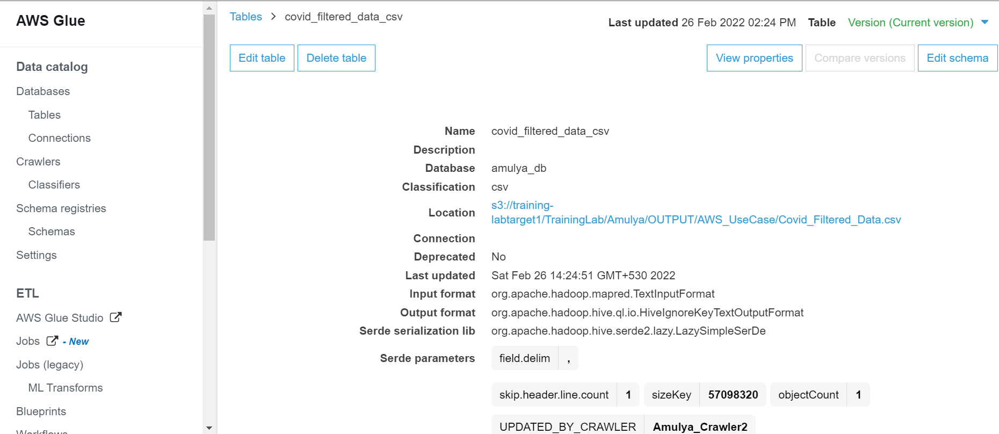 AWS Glue
Data catalog
Databases
Tables
Connections
Crawlers
Classifiers
Schema registries
Schemas
Settings
ETL
AWS Glue Studio
Jobs - New
Jobs (legacy)
ML Transforms
Blueprints
Workflows
Tables > covid_filtered_data_csv
Last updated 26 Feb 2022 02:24 PM Table Version (Current version)
Edit table Delete table View properties Compare versions Edit schema
Name covid_filtered_data_csv
Description
Database amulya_db
Classification csv
Location s3://training-
labtarget1/TrainingLab/Amulya/OUTPUT/AWS_UseCase/Covid_Filtered_Data.csv
Connection
Deprecated No
Last updated Sat Feb 26 14:24:51 GMT+530 2022
Input format org.apache.hadoop.mapred.TextInputFormat
Output format org.apache.hadoop.hive.ql.io.HiveIgnoreKeyTextOutputFormat
Serde serialization lib org.apache.hadoop.hive.serde2.lazy.LazySimpleSerDe
Serde parameters field.delim ,
skip.header.line.count 1 sizeKey 57098320 objectCount 1
UPDATED_BY_CRAWLER Amulya_Crawler2